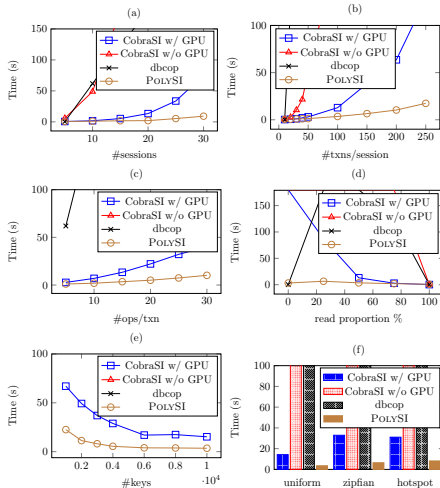 (a)
150
100
50
0
Time (s)
CobraSI w/ GPU
CobraSI w/o GPU
dbcop
POLYSI
10
20
30
#sessions
(b)
100
50
0
Time (s)
CobraSI w/ GPU
CobraSI w/o GPU
dbcop
POLYSI
0
50
100
150
200
250
#txns/session
(c)
100
50
0
Time (s)
CobraSI w/ GPU
CobraSI w/o GPU
dbcop
POLYSI
10
20
30
#ops/txn
(d)
150
100
50
0
Time (s)
CobraSI w/ GPU
CobraSI w/o GPU
dbcop
POLYSI
0
20
40
60
80
100
read proportion %
(e)
100
50
0
Time (s)
CobraSI w/ GPU
CobraSI w/o GPU
dbcop
POLYSI
0.2
0.4
0.6
0.8
1
#keys
·10⁴
(f)
100
80
60
40
20
0
Time (s)
CobraSI w/ GPU
CobraSI w/o GPU
dbcop
POLYSI
uniform
zipfian
hotspot